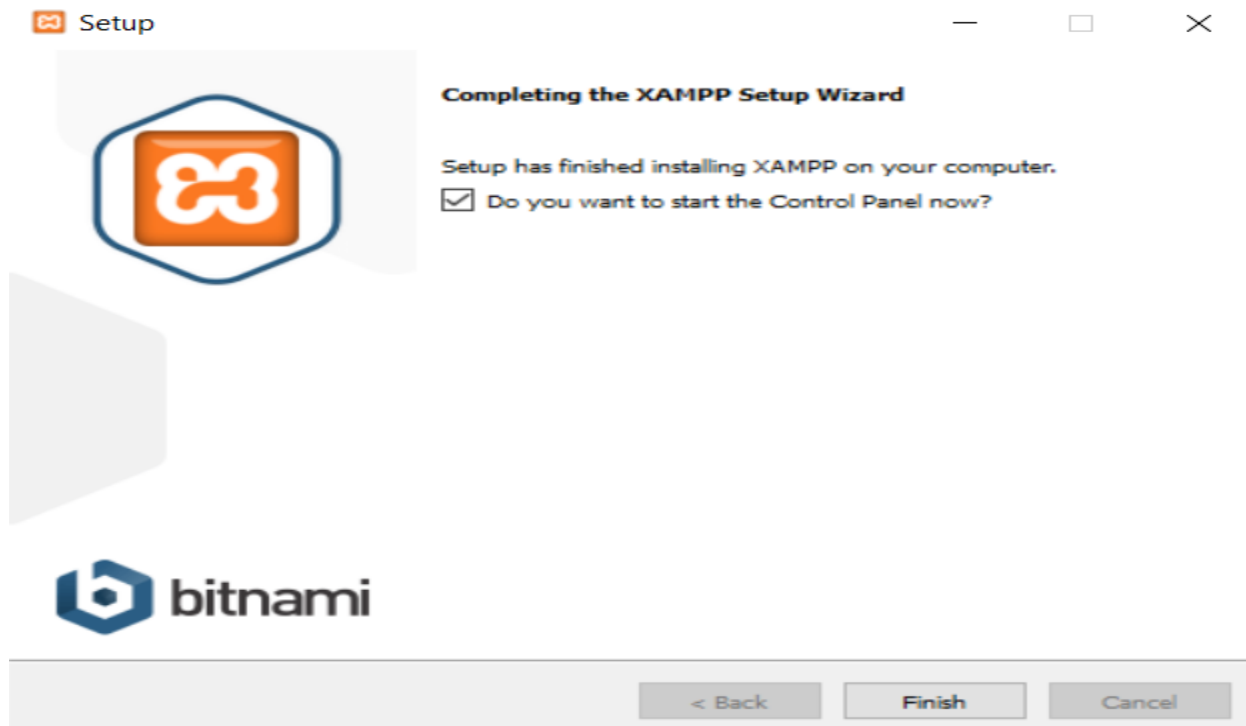 Setup
Completing the XAMPP Setup Wizard
Setup has finished installing XAMPP on your computer.
Do you want to start the Control Panel now?
bitnami
< Back
Finish
Cancel